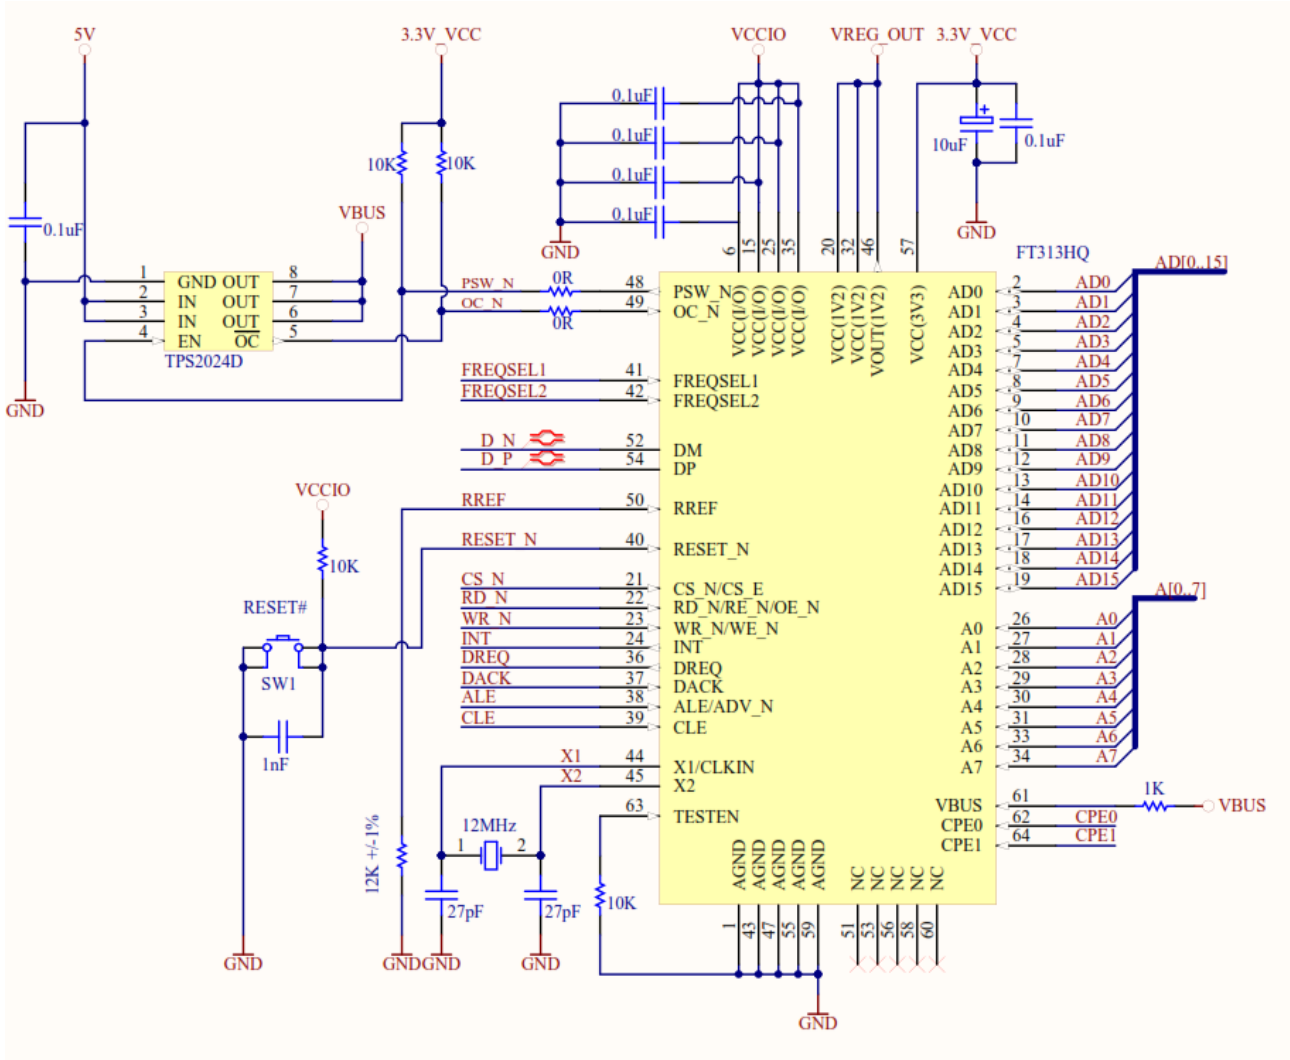 5V
3.3V_VCC
VCCIO
VREG_OUT
3.3V_VCC
0.1uF
0.1uF
0.1uF
0.1uF
GND
10uF
0.1uF
GND
10K
10K
VBUS
0.1uF
GND
1 GND OUT 8
2 IN OUT 7
3 IN OUT 6
4 EN OC 5
TPS2024D
6 15 25 35 20 32 46 57
VCC(I/O) VCC(I/O) VCC(I/O) VCC(I/O) VCC(1V2) VCC(1V2) VOUT(1V2) VCC(3V3)
FT313HQ
PSW_N 0R 48 PSW_N
OC_N 0R 49 OC_N
FREQSEL1 41 FREQSEL1
FREQSEL2 42 FREQSEL2
D_N 52 DM
D_P 54 DP
RREF 50 RREF
RESET_N 40 RESET_N
CS_N 21 CS_N/CS_E
RD_N 22 RD_N/RE_N/OE_N
WR_N 23 WR_N/WE_N
INT 24 INT
DREQ 36 DREQ
DACK 37 DACK
ALE 38 ALE/ADV_N
CLE 39 CLE
X1 44 X1/CLKIN
X2 45 X2
63 TESTEN
AD[0..15]
AD0 2 AD0
AD1 3 AD1
AD2 4 AD2
AD3 5 AD3
AD4 7 AD4
AD5 8 AD5
AD6 9 AD6
AD7 10 AD7
AD8 11 AD8
AD9 12 AD9
AD10 13 AD10
AD11 14 AD11
AD12 16 AD12
AD13 17 AD13
AD14 18 AD14
AD15 19 AD15
A[0..7]
A0 26 A0
A1 27 A1
A2 28 A2
A3 29 A3
A4 30 A4
A5 31 A5
A6 33 A6
A7 34 A7
VBUS 61 1K VBUS
CPE0 62 CPE0
CPE1 64 CPE1
AGND AGND AGND AGND AGND NC NC NC NC NC
1 43 47 55 59 51 53 56 58 60
GND
VCCIO
10K
RESET#
SW1
1nF
GND
12K +/-1%
GND
12MHz
1 2
27pF
27pF
GND
GND
10K